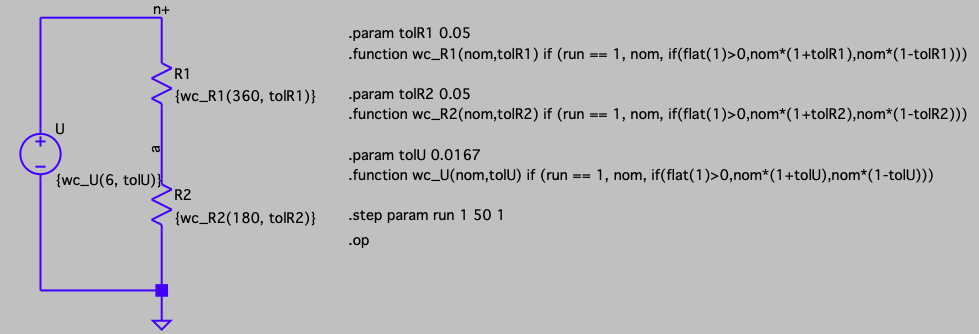 n+
.param tolR1 0.05
.function wc_R1(nom,tolR1) if (run == 1, nom, if(flat(1)>0,nom*(1+tolR1),nom*(1-tolR1)))
R1
{wc_R1(360, tolR1)}
.param tolR2 0.05
.function wc_R2(nom,tolR2) if (run == 1, nom, if(flat(1)>0,nom*(1+tolR2),nom*(1-tolR2)))
U
a
.param tolU 0.0167
.function wc_U(nom,tolU) if (run == 1, nom, if(flat(1)>0,nom*(1+tolU),nom*(1-tolU)))
{wc_U(6, tolU)}
R2
{wc_R2(180, tolR2)}
.step param run 1 50 1
.op